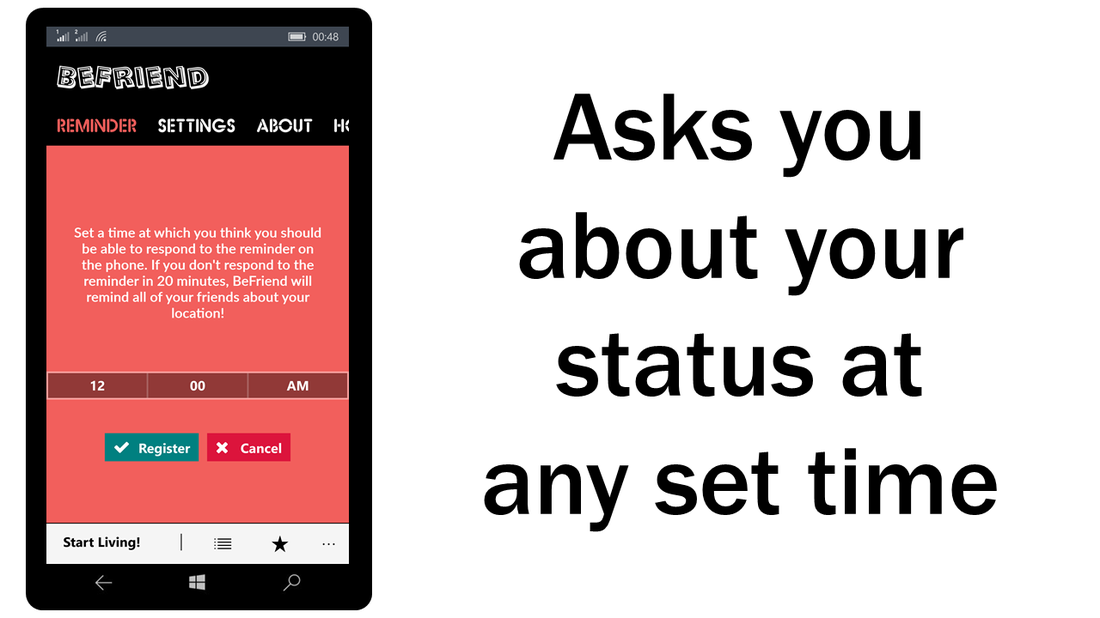 1 2 00:48
BEFRIEND
REMINDER SETTINGS ABOUT HO
Set a time at which you think you should
be able to respond to the reminder on
the phone. If you don't respond to the
reminder in 20 minutes, BeFriend will
remind all of your friends about your
location!
12 00 AM
Register Cancel
Start Living!
Asks you
about your
status at
any set time